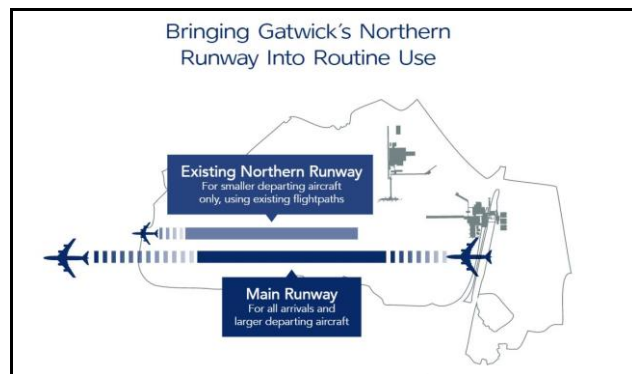 Bringing Gatwick's Northern
Runway Into Routine Use
Existing Northern Runway
For smaller departing aircraft
only, using existing flightpaths
Main Runway
For all arrivals and
larger departing aircraft